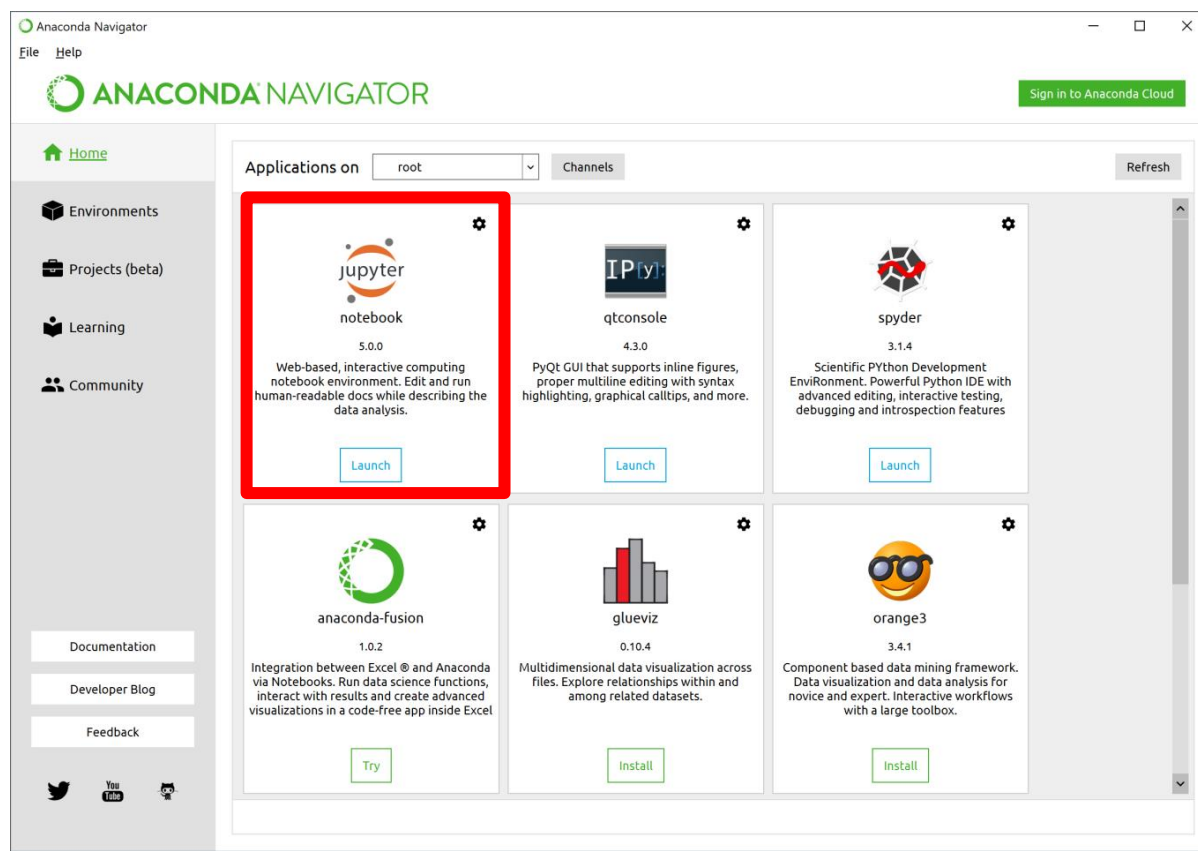 Anaconda Navigator
File Help
ANACONDA NAVIGATOR
Sign in to Anaconda Cloud
Home
Environments
Projects (beta)
Learning
Community
Documentation
Developer Blog
Feedback
You
Tube
Applications on root Channels Refresh
jupyter
notebook
5.0.0
Web-based, interactive computing
notebook environment. Edit and run
human-readable docs while describing the
data analysis.
Launch
IP[y]:
qtconsole
4.3.0
PyQt GUI that supports inline figures,
proper multiline editing with syntax
highlighting, graphical calltips, and more.
Launch
spyder
3.1.4
Scientific PYthon Development
EnviRonment. Powerful Python IDE with
advanced editing, interactive testing,
debugging and introspection features
Launch
anaconda-fusion
1.0.2
Integration between Excel ® and Anaconda
via Notebooks. Run data science functions,
interact with results and create advanced
visualizations in a code-free app inside Excel
Try
glueviz
0.10.4
Multidimensional data visualization across
files. Explore relationships within and
among related datasets.
Install
orange3
3.4.1
Component based data mining framework.
Data visualization and data analysis for
novice and expert. Interactive workflows
with a large toolbox.
Install